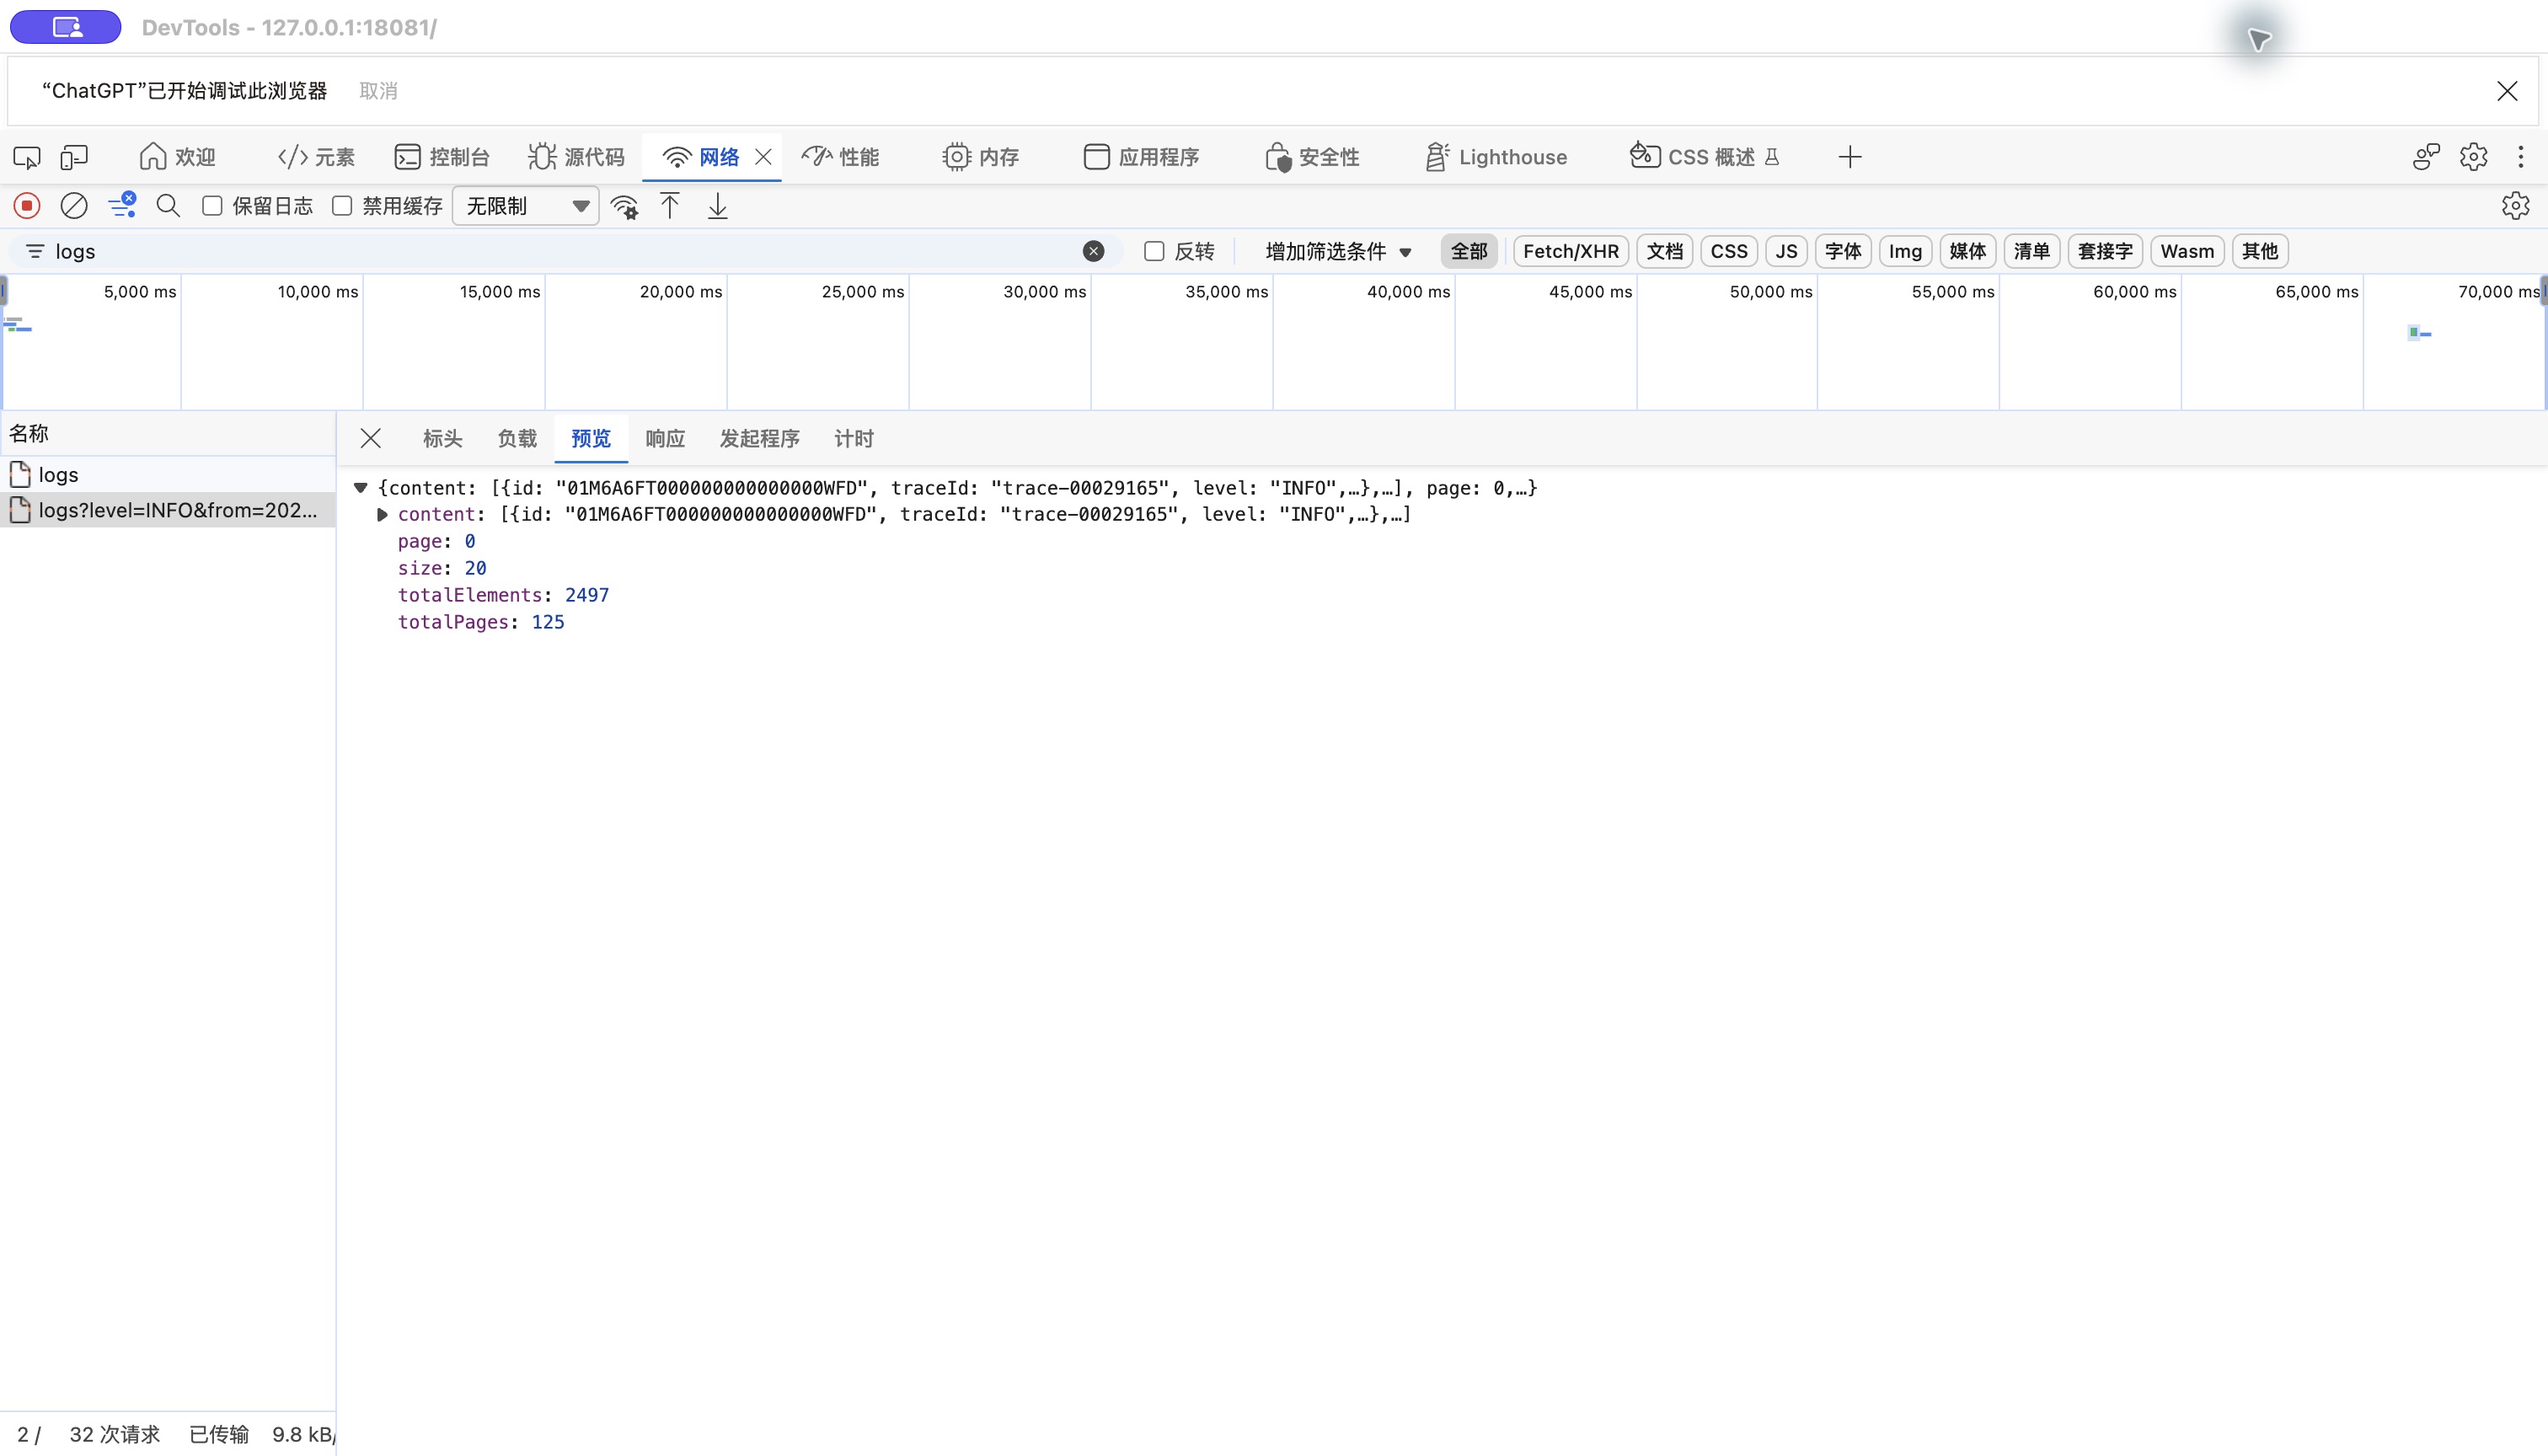 DevTools - 127.0.0.1:18081/
“ChatGPT”已开始调试此浏览器 取消
欢迎 元素 控制台 源代码 网络 性能 内存 应用程序 安全性 Lighthouse CSS 概述
保留日志 禁用缓存 无限制
logs 反转 增加筛选条件 全部 Fetch/XHR 文档 CSS JS 字体 Img 媒体 清单 套接字 Wasm 其他
5,000 ms 10,000 ms 15,000 ms 20,000 ms 25,000 ms 30,000 ms 35,000 ms 40,000 ms 45,000 ms 50,000 ms 55,000 ms 60,000 ms 65,000 ms 70,000 ms
名称
logs
logs?level=INFO&from=202...
标头 负载 预览 响应 发起程序 计时
{content: [{id: "01M6A6FT000000000000000WFD", traceId: "trace-00029165", level: "INFO",…},…], page: 0,…}
content: [{id: "01M6A6FT000000000000000WFD", traceId: "trace-00029165", level: "INFO",…},…]
page: 0
size: 20
totalElements: 2497
totalPages: 125
2 / 32 次请求 已传输 9.8 kB/